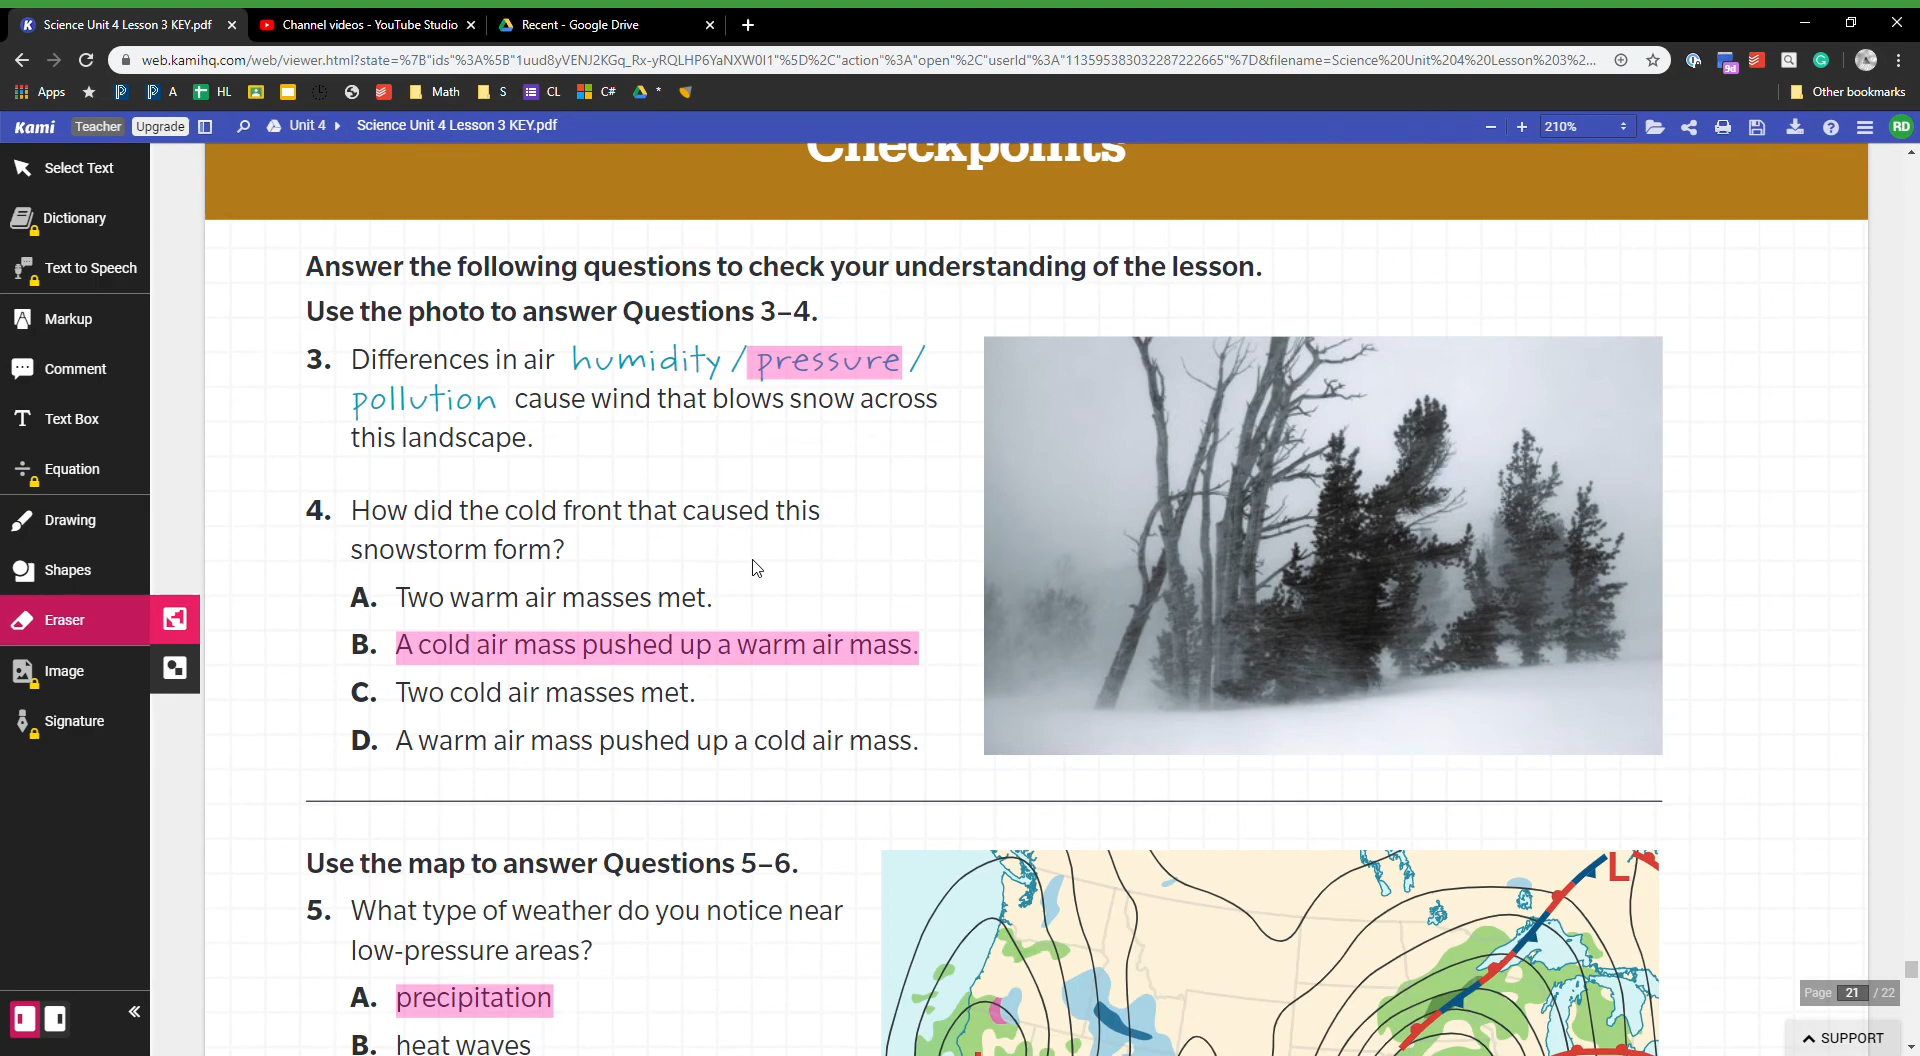 Science Unit 4 Lesson 3 KEY.pdf
Channel videos - YouTube Studio
Recent - Google Drive
web.kamihq.com/web/viewer.html?state=%7B"ids"%3A%5B"1uud8yVENJ2KGq_Rx-yRQLHP6YaNXW0I1"%5D%2C"action"%3A"open"%2C"userId"%3A"113595383032287222665"%7D&filename=Science%20Unit%204%20Lesson%203%2...
9d
Apps
A
HL
Math
S
CL
C#
*
Other bookmarks
Kami Teacher Upgrade
Unit 4
Science Unit 4 Lesson 3 KEY.pdf
210%
RD
Select Text
Dictionary
Text to Speech
Markup
Comment
Text Box
Equation
Drawing
Shapes
Eraser
Image
Signature
Checkpoints
Answer the following questions to check your understanding of the lesson.
Use the photo to answer Questions 3–4.
3. Differences in air humidity / pressure /
pollution cause wind that blows snow across
this landscape.
4. How did the cold front that caused this
snowstorm form?
A. Two warm air masses met.
B. A cold air mass pushed up a warm air mass.
C. Two cold air masses met.
D. A warm air mass pushed up a cold air mass.
Use the map to answer Questions 5–6.
5. What type of weather do you notice near
low-pressure areas?
A. precipitation
B. heat waves
L
Page 21 / 22
SUPPORT